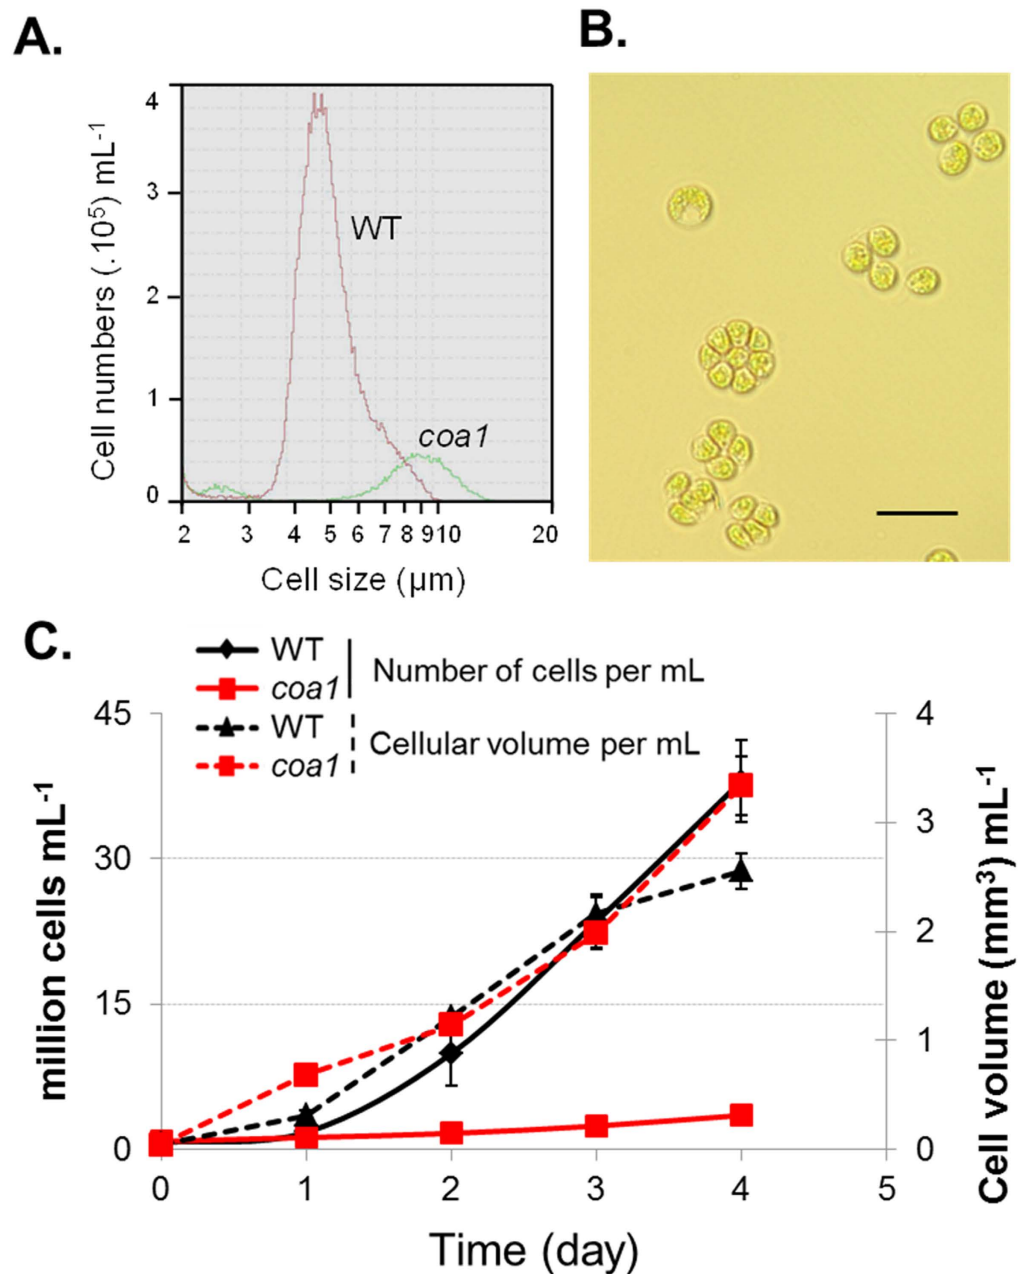 A.
B.
4
3
2
1
0
Cell numbers (.10⁵) mL⁻¹
WT
coa1
2 3 4 5 6 7 8 9 10 20
Cell size (µm)
C.
WT
coa1
Number of cells per mL
WT
coa1
Cellular volume per mL
45
30
15
0
million cells mL⁻¹
4
3
2
1
0
Cell volume (mm³) mL⁻¹
0 1 2 3 4 5
Time (day)